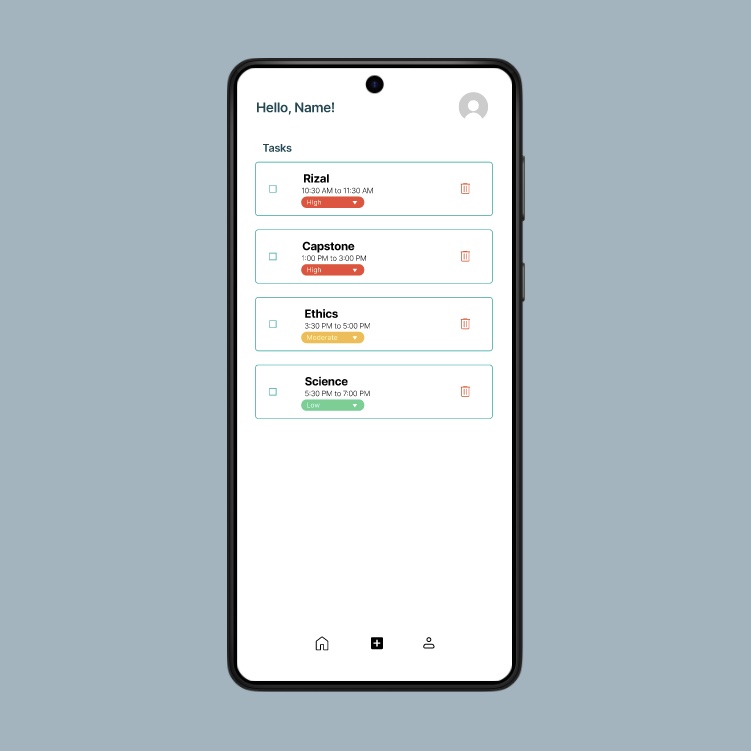 Hello, Name!
Tasks
Rizal
10:30 AM to 11:30 AM
High
Capstone
1:00 PM to 3:00 PM
High
Ethics
3:30 PM to 5:00 PM
Moderate
Science
5:30 PM to 7:00 PM
Low